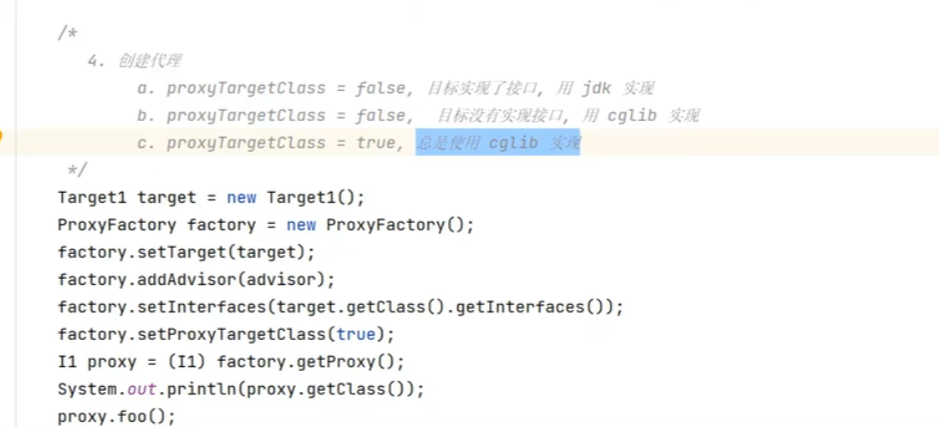 /*
4. 创建代理
a. proxyTargetClass = false, 目标实现了接口, 用 jdk 实现
b. proxyTargetClass = false,  目标没有实现接口, 用 cglib 实现
c. proxyTargetClass = true, 总是使用 cglib 实现
*/
Target1 target = new Target1();
ProxyFactory factory = new ProxyFactory();
factory.setTarget(target);
factory.addAdvisor(advisor);
factory.setInterfaces(target.getClass().getInterfaces());
factory.setProxyTargetClass(true);
I1 proxy = (I1) factory.getProxy();
System.out.println(proxy.getClass());
proxy.foo();